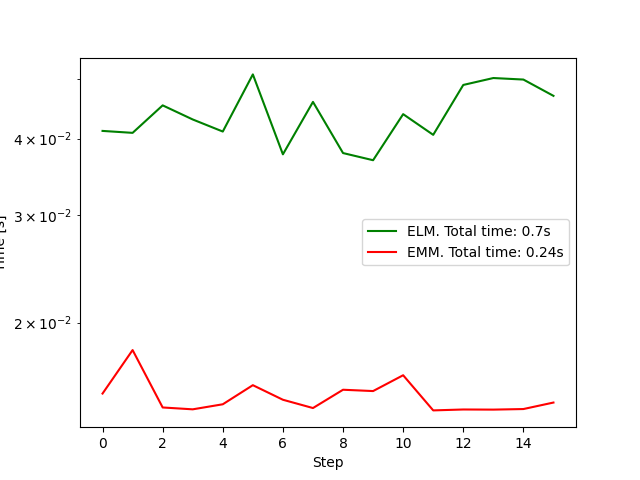 4 × 10⁻²
3 × 10⁻²
2 × 10⁻²
ELM. Total time: 0.7s
EMM. Total time: 0.24s
0 2 4 6 8 10 12 14
Step